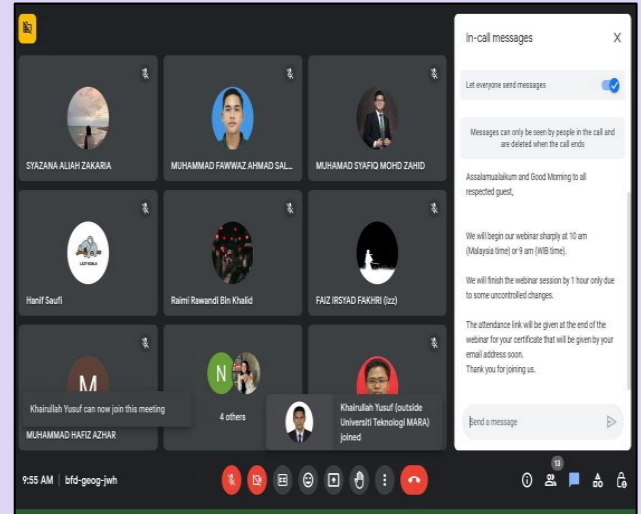 In-call messages X
Let everyone send messages
Messages can only be seen by people in the call and
are deleted when the call ends
Assalamualaikum and Good Morning to all
respected guest,
We will begin our webinar sharply at 10 am
(Malaysia time) or 9 am (WIB time).
We will finish the webinar session by 1 hour only due
to some uncontrolled changes.
The attendance link will be given at the end of the
webinar for your certificate that will be given by your
email address soon.
Thank you for joining us.
Send a message
SYAZANA ALIAH ZAKARIA
MUHAMMAD FAWWAZ AHMAD SAL...
MUHAMAD SYAFIQ MOHD ZAHID
Hanif Saufi
Raimi Rawandi Bin Khalid
FAIZ IRSYAD FAKHRI (izz)
M
N
Khairullah Yusuf can now join this meeting
4 others
Khairullah Yusuf (outside
Universiti Teknologi MARA)
joined
MUHAMMAD HAFIZ AZHAR
9:55 AM | bfd-geog-jwh
13